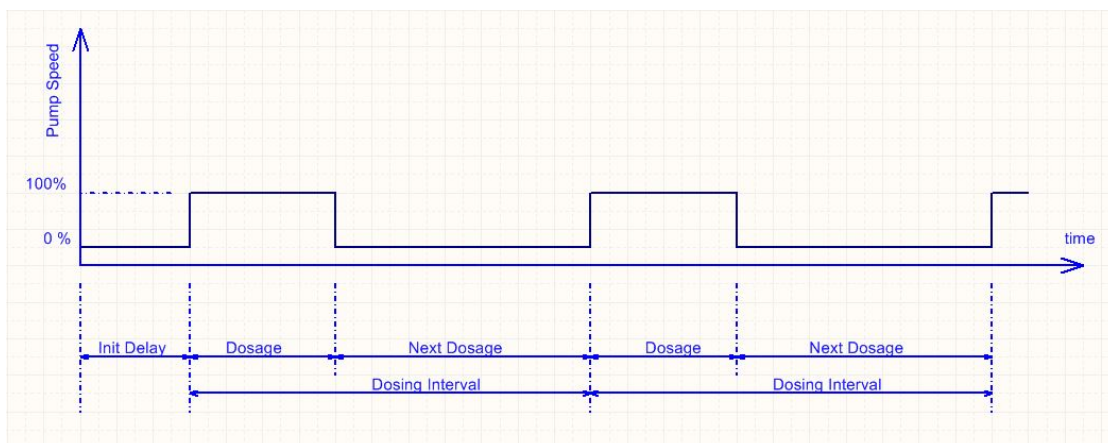 Pump Speed
100%
0 %
time
Init Delay
Dosage
Next Dosage
Dosage
Next Dosage
Dosing Interval
Dosing Interval